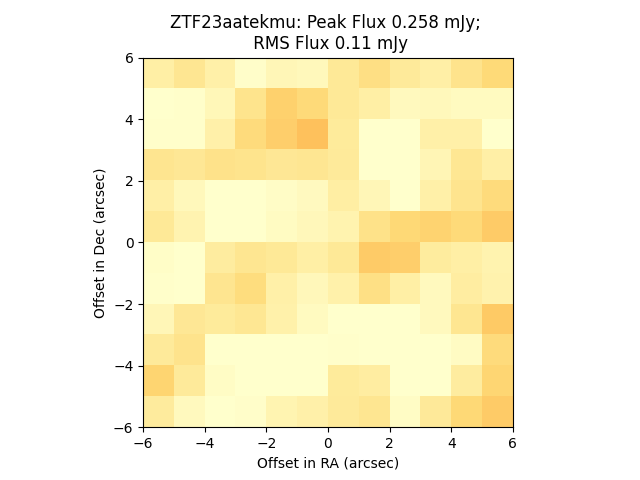 ZTF23aatekmu: Peak Flux 0.258 mJy;
RMS Flux 0.11 mJy
6
4
2
0
−2
−4
−6
Offset in Dec (arcsec)
−6 −4 −2 0 2 4 6
Offset in RA (arcsec)